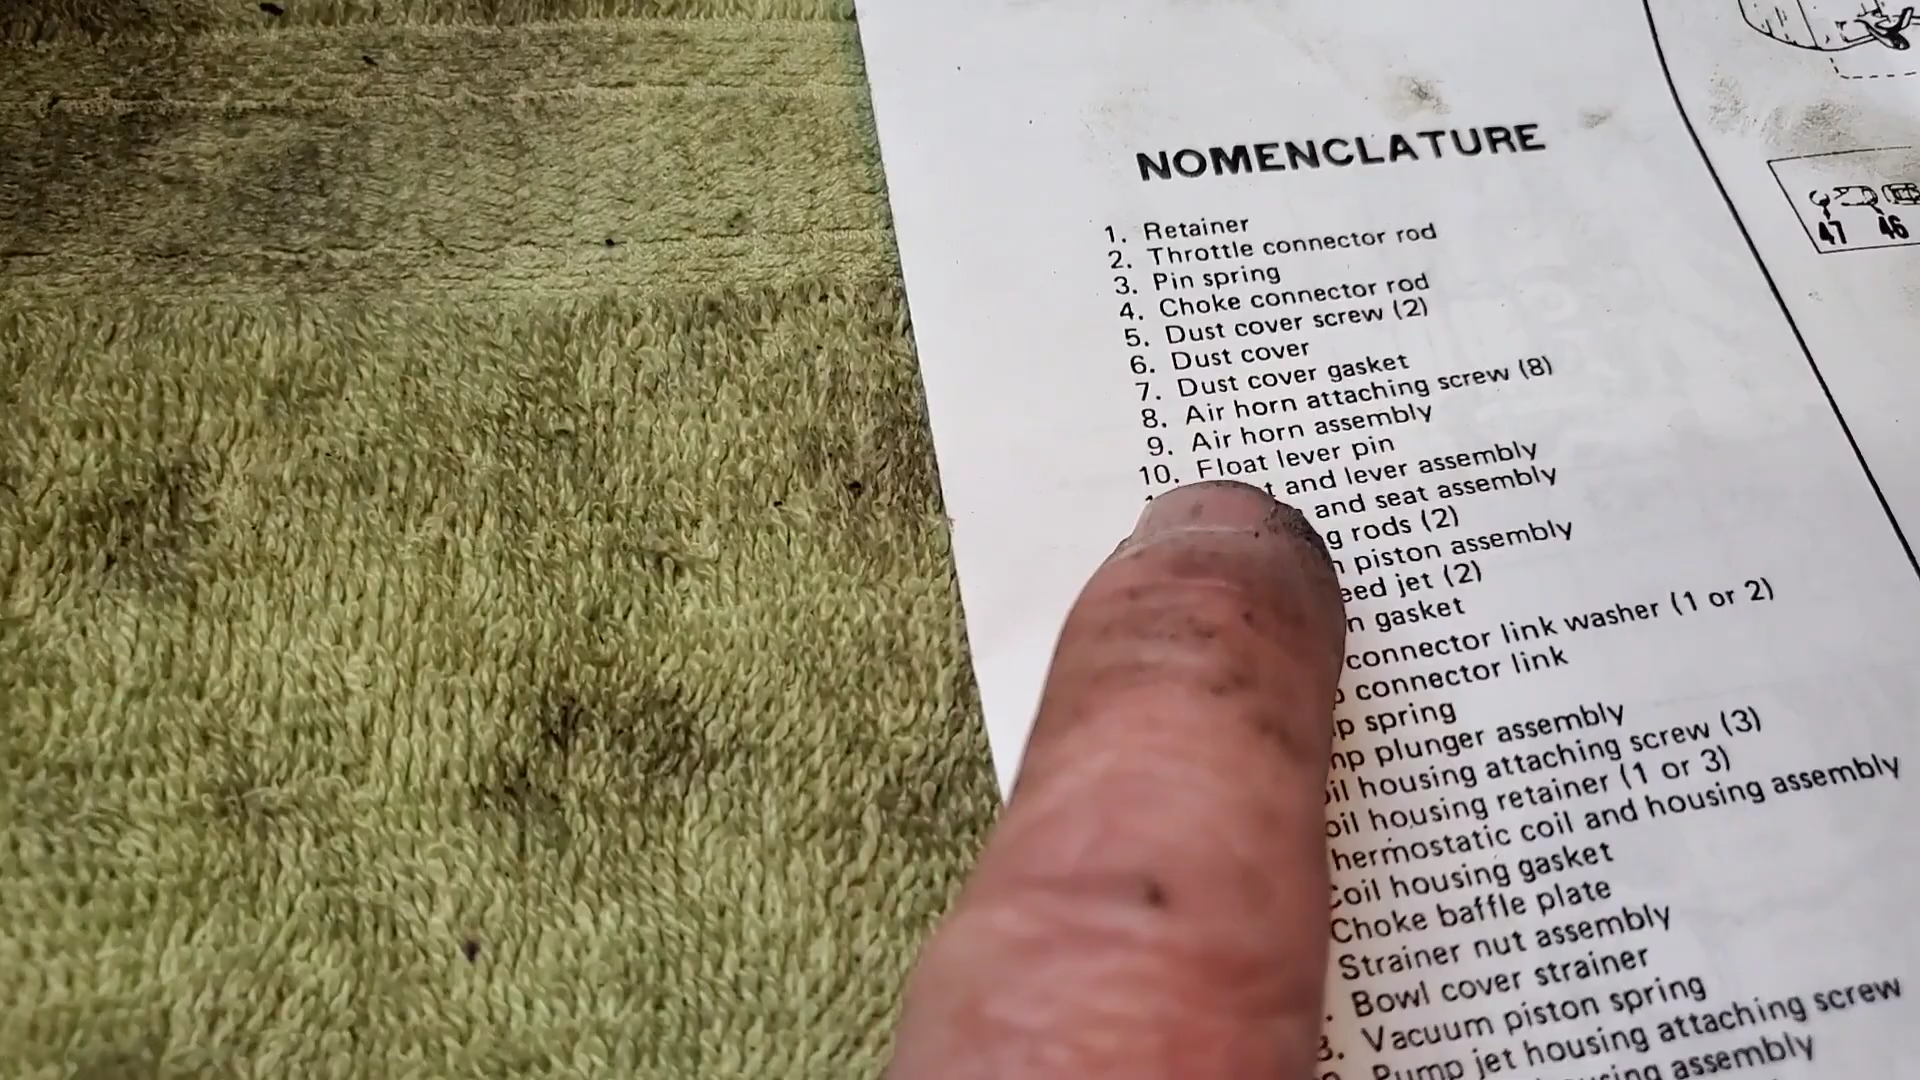 NOMENCLATURE
1. Retainer
2. Throttle connector rod
3. Pin spring
4. Choke connector rod
5. Dust cover screw (2)
6. Dust cover
7. Dust cover gasket
8. Air horn attaching screw (8)
9. Air horn assembly
10. Float lever pin
and lever assembly
and seat assembly
rods (2)
piston assembly
jet (2)
gasket
connector link washer (1 or 2)
connector link
spring
plunger assembly
housing attaching screw (3)
housing retainer (1 or 3)
hermostatic coil and housing assembly
Coil housing gasket
Choke baffle plate
Strainer nut assembly
Bowl cover strainer
Vacuum piston spring
Pump jet housing attaching screw
assembly
47 46